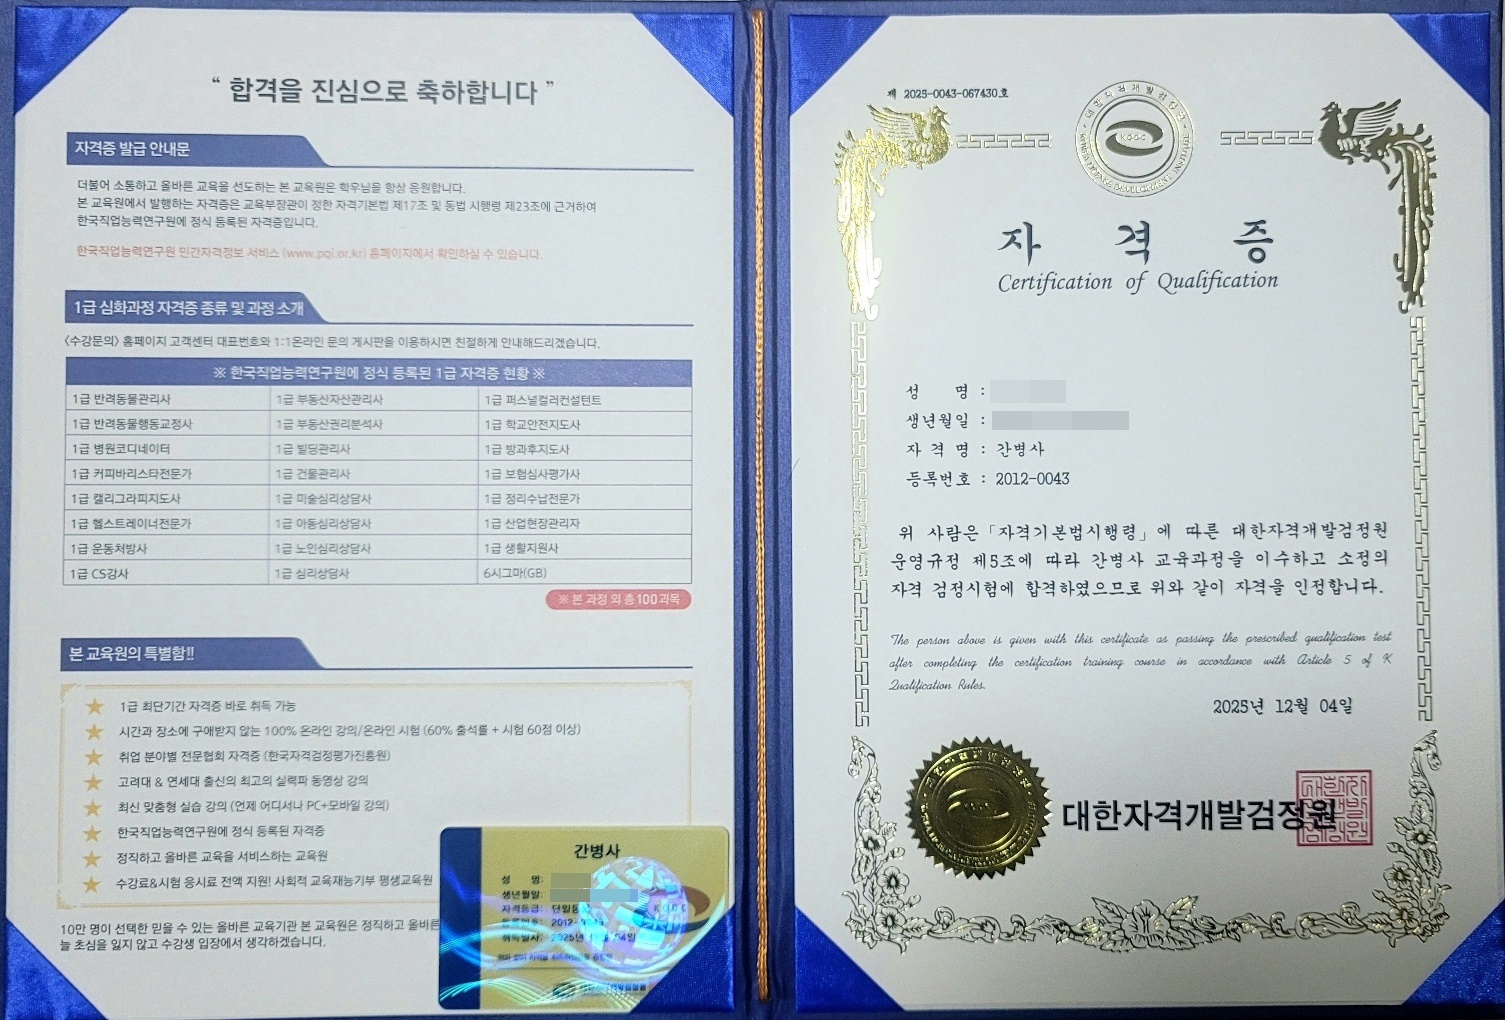 “ 합격을 진심으로 축하합니다 ”
자격증 발급 안내문
더불어 소통하고 올바른 교육을 선도하는 본 교육원은 학우님을 항상 응원합니다.
본 교육원에서 발행하는 자격증은 교육부장관이 정한 자격기본법 제17조 및 동법 시행령 제23조에 근거하여
한국직업능력연구원에 정식 등록된 자격증입니다.
한국직업능력연구원 민간자격정보 서비스 (www.pqi.or.kr) 홈페이지에서 확인하실 수 있습니다.
1급 심화과정 자격증 종류 및 과정 소개
<수강문의> 홈페이지 고객센터 대표번호와 1:1온라인 문의 게시판을 이용하시면 친절하게 안내해드리겠습니다.
※ 한국직업능력연구원에 정식 등록된 1급 자격증 현황 ※
1급 반려동물관리사 1급 부동산자산관리사 1급 퍼스널컬러컨설턴트
1급 반려동물행동교정사 1급 부동산권리분석사 1급 학교안전지도사
1급 병원코디네이터 1급 빌딩관리사 1급 방과후지도사
1급 커피바리스타전문가 1급 건물관리사 1급 보험심사평가사
1급 캘리그라피지도사 1급 미술심리상담사 1급 정리수납전문가
1급 헬스트레이너전문가 1급 아동심리상담사 1급 산업현장관리자
1급 운동처방사 1급 노인심리상담사 1급 생활지원사
1급 CS강사 1급 심리상담사 6시그마(GB)
※ 본 과정 외 총 100과목
본 교육원의 특별함!!
1급 최단기간 자격증 바로 취득 가능
시간과 장소에 구애받지 않는 100% 온라인 강의/온라인 시험 (60% 출석률 + 시험 60점 이상)
취업 분야별 전문협회 자격증 (한국자격검정평가진흥원)
고려대 & 연세대 출신의 최고의 실력파 동영상 강의
최신 맞춤형 실습 강의 (언제 어디서나 PC+모바일 강의)
한국직업능력연구원에 정식 등록된 자격증
정직하고 올바른 교육을 서비스하는 교육원
수강료&시험 응시료 전액 지원! 사회적 교육재능기부 평생교육원
10만 명이 선택한 믿을 수 있는 올바른 교육기관 본 교육원은 정직하고 올바른
늘 초심을 잃지 않고 수강생 입장에서 생각하겠습니다.
간병사
성 명:
생년월일:
자격등급: 단일등
등록번호: 2012-
취득일자: 2025년 04일
제 2025-0043-067430호
자 격 증
Certification of Qualification
성 명 :
생년월일 :
자 격 명 : 간병사
등록번호 : 2012-0043
위 사람은 「자격기본법시행령」에 따른 대한자격개발검정원
운영규정 제5조에 따라 간병사 교육과정을 이수하고 소정의
자격 검정시험에 합격하였으므로 위와 같이 자격을 인정합니다.
The person above is given with this certificate as passing the prescribed qualification test
after completing the certification training course in accordance with Article 5 of K
Qualification Rules.
2025년 12월 04일
대한자격개발검정원